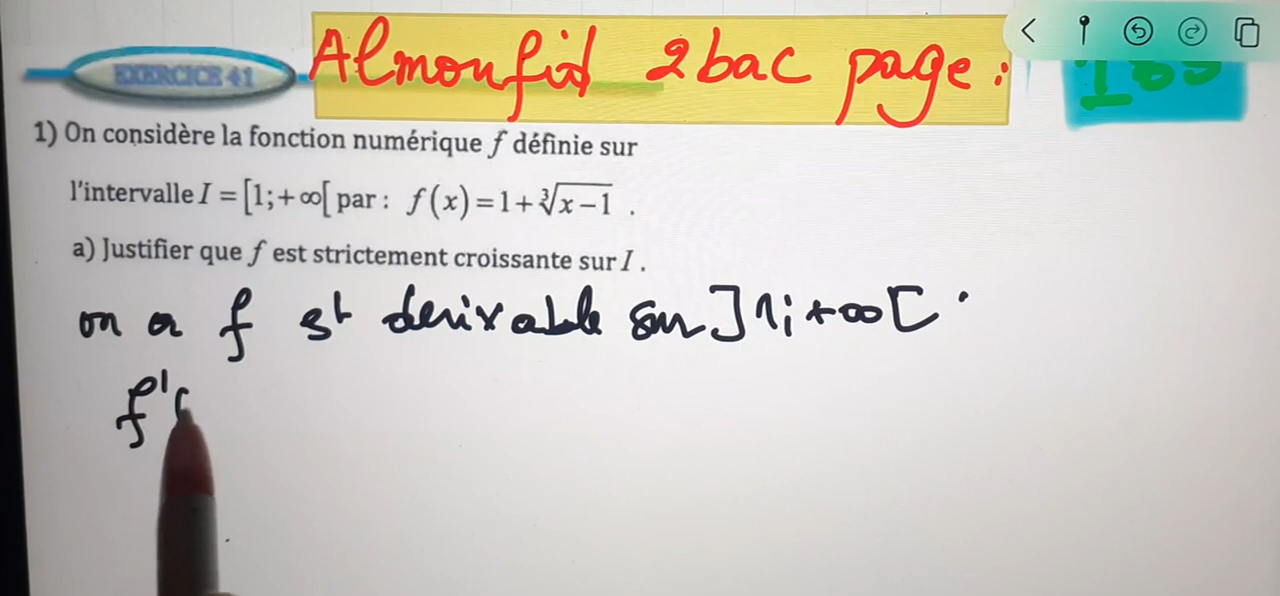 Almoufid 2bac page:
EXERCICE 41
1) On considère la fonction numérique f définie sur
l'intervalle I = [1;+∞[ par : f(x) = 1 + ∛(x−1) .
a) Justifier que f est strictement croissante sur I .
on a f st derivable sur ]1;+∞[ .
f'(